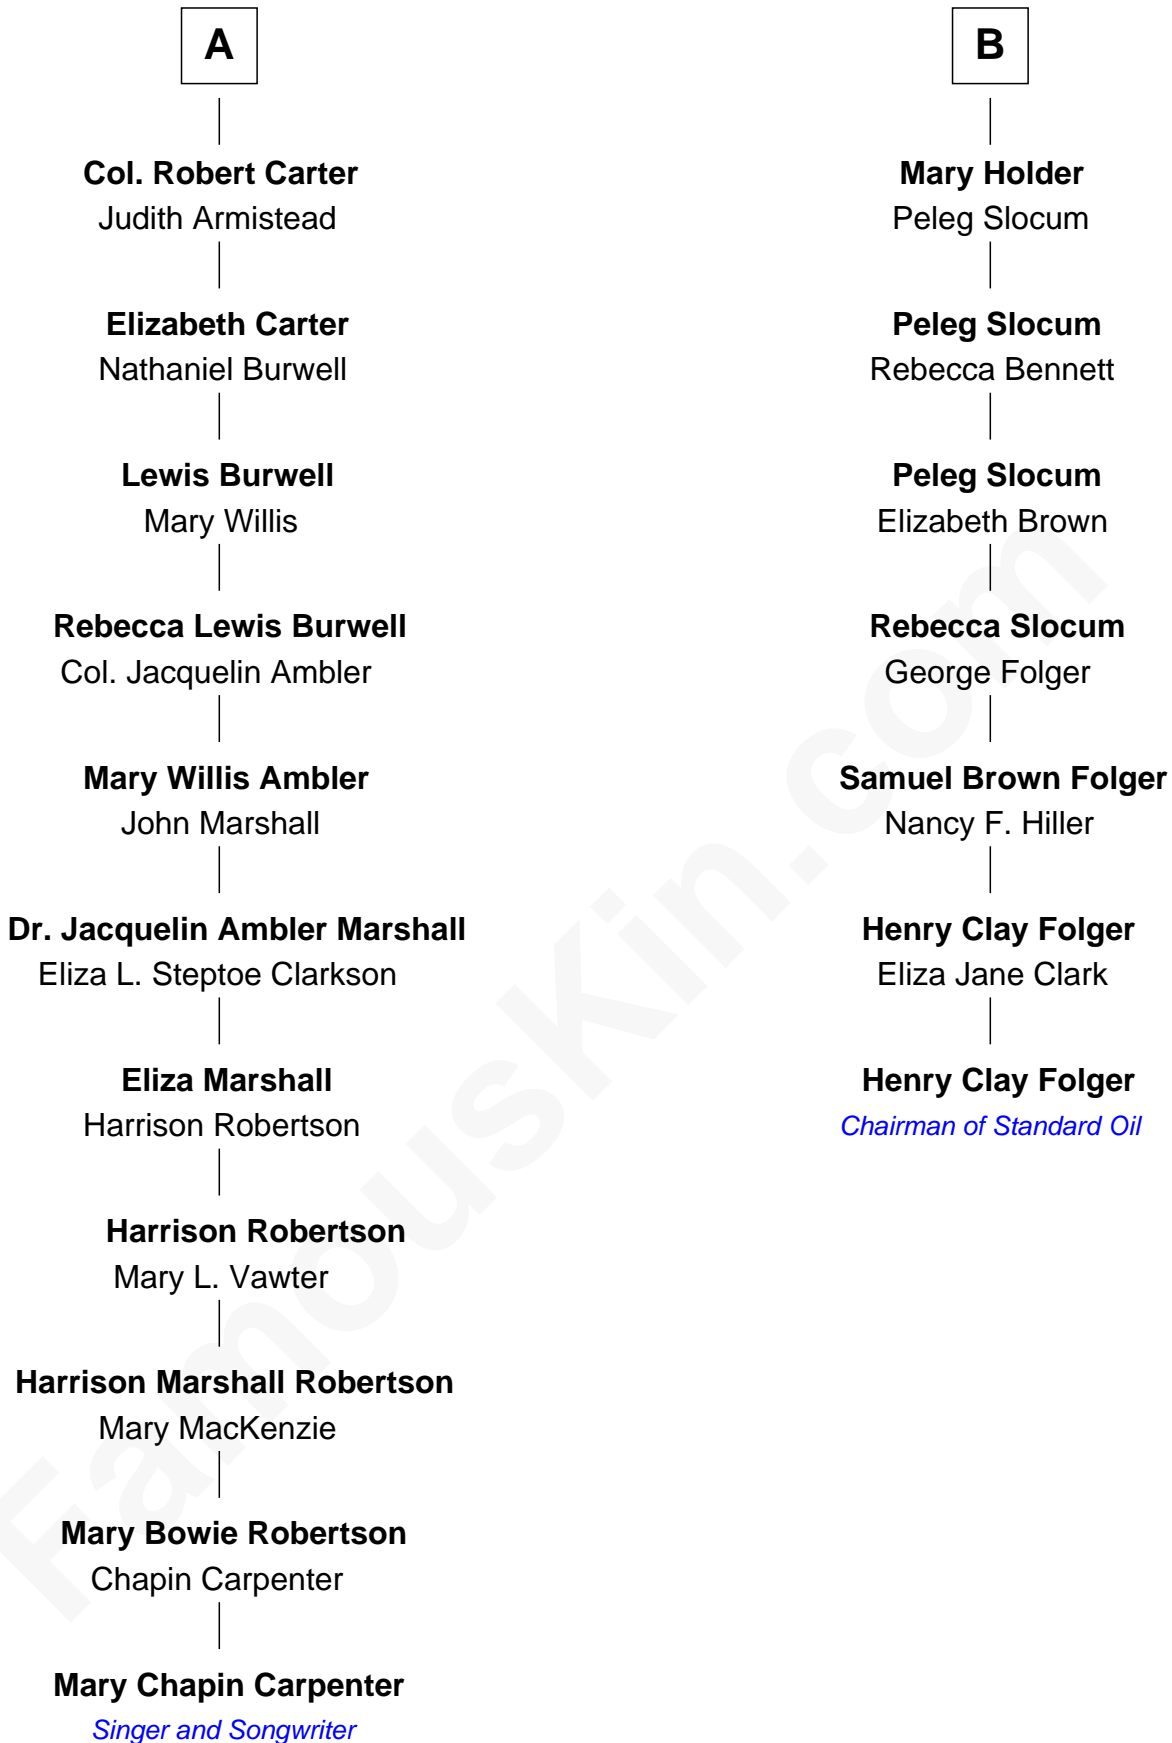 A
Col. Robert Carter
Judith Armistead
Elizabeth Carter
Nathaniel Burwell
Lewis Burwell
Mary Willis
Rebecca Lewis Burwell
Col. Jacquelin Ambler
Mary Willis Ambler
John Marshall
Dr. Jacquelin Ambler Marshall
Eliza L. Steptoe Clarkson
Eliza Marshall
Harrison Robertson
Harrison Robertson
Mary L. Vawter
Harrison Marshall Robertson
Mary MacKenzie
Mary Bowie Robertson
Chapin Carpenter
Mary Chapin Carpenter
Singer and Songwriter
B
Mary Holder
Peleg Slocum
Peleg Slocum
Rebecca Bennett
Peleg Slocum
Elizabeth Brown
Rebecca Slocum
George Folger
Samuel Brown Folger
Nancy F. Hiller
Henry Clay Folger
Eliza Jane Clark
Henry Clay Folger
Chairman of Standard Oil
FamousKin.com